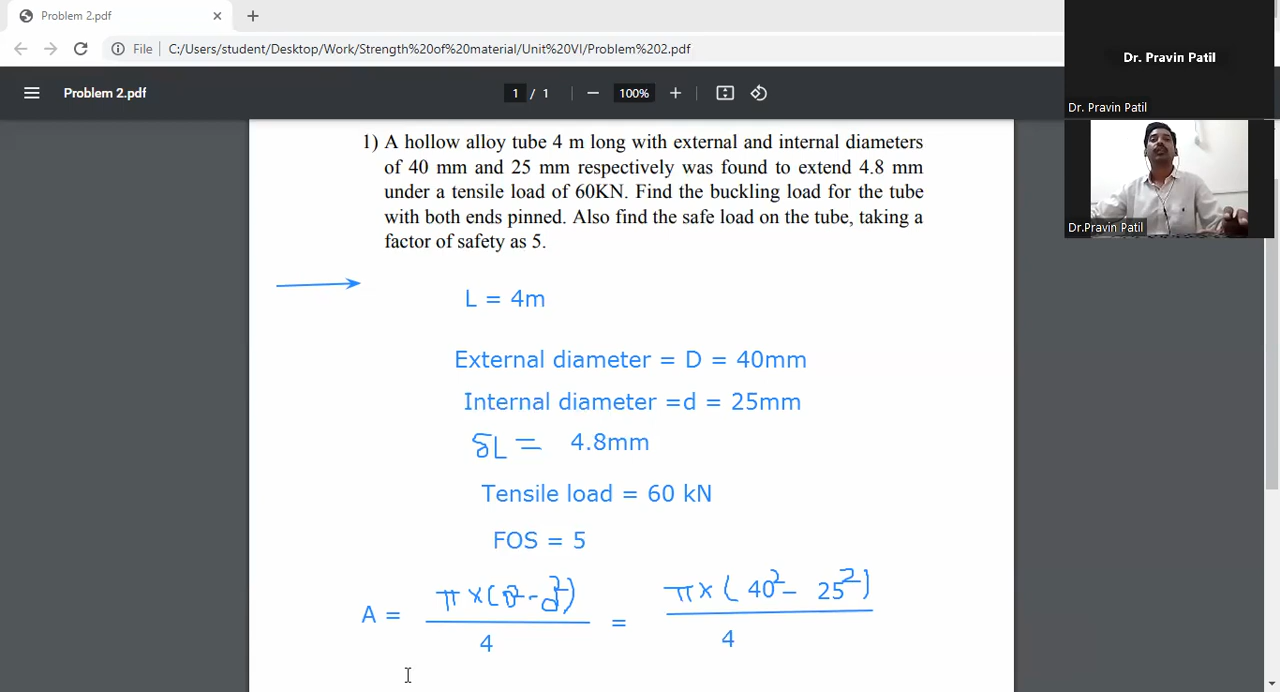 Problem 2.pdf
File
C:/Users/student/Desktop/Work/Strength%20of%20material/Unit%20VI/Problem%202.pdf
Problem 2.pdf
1 / 1
100%
Dr. Pravin Patil
Dr. Pravin Patil
Dr.Pravin Patil
1) A hollow alloy tube 4 m long with external and internal diameters
of 40 mm and 25 mm respectively was found to extend 4.8 mm
under a tensile load of 60KN. Find the buckling load for the tube
with both ends pinned. Also find the safe load on the tube, taking a
factor of safety as 5.
L = 4m
External diameter = D = 40mm
Internal diameter =d = 25mm
δL = 4.8mm
Tensile load = 60 kN
FOS = 5
A = π×(D²-d²)/4 = π×(40²-25²)/4